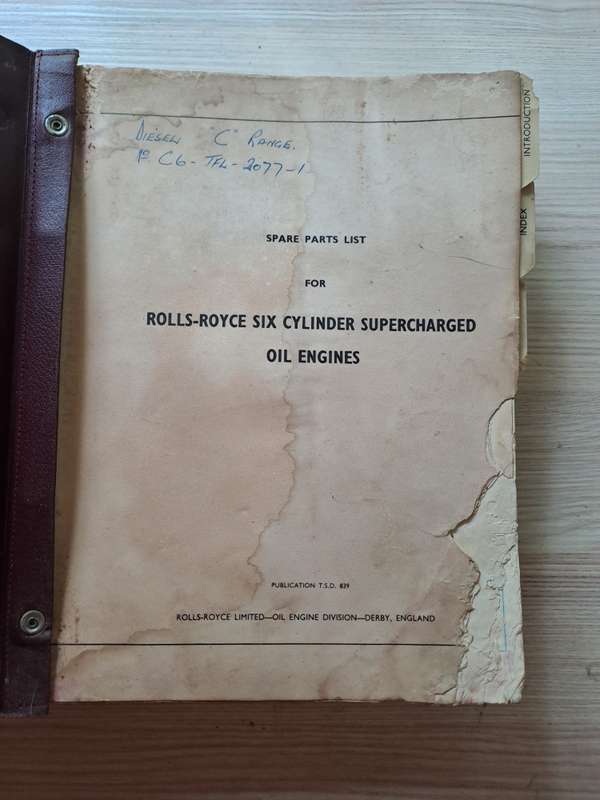 DIESEL "C" RANGE.
C6-TFL-2077-1
SPARE PARTS LIST
FOR
ROLLS-ROYCE SIX CYLINDER SUPERCHARGED
OIL ENGINES
PUBLICATION T.S.D. 839
ROLLS-ROYCE LIMITED—OIL ENGINE DIVISION—DERBY, ENGLAND
INTRODUCTION
INDEX